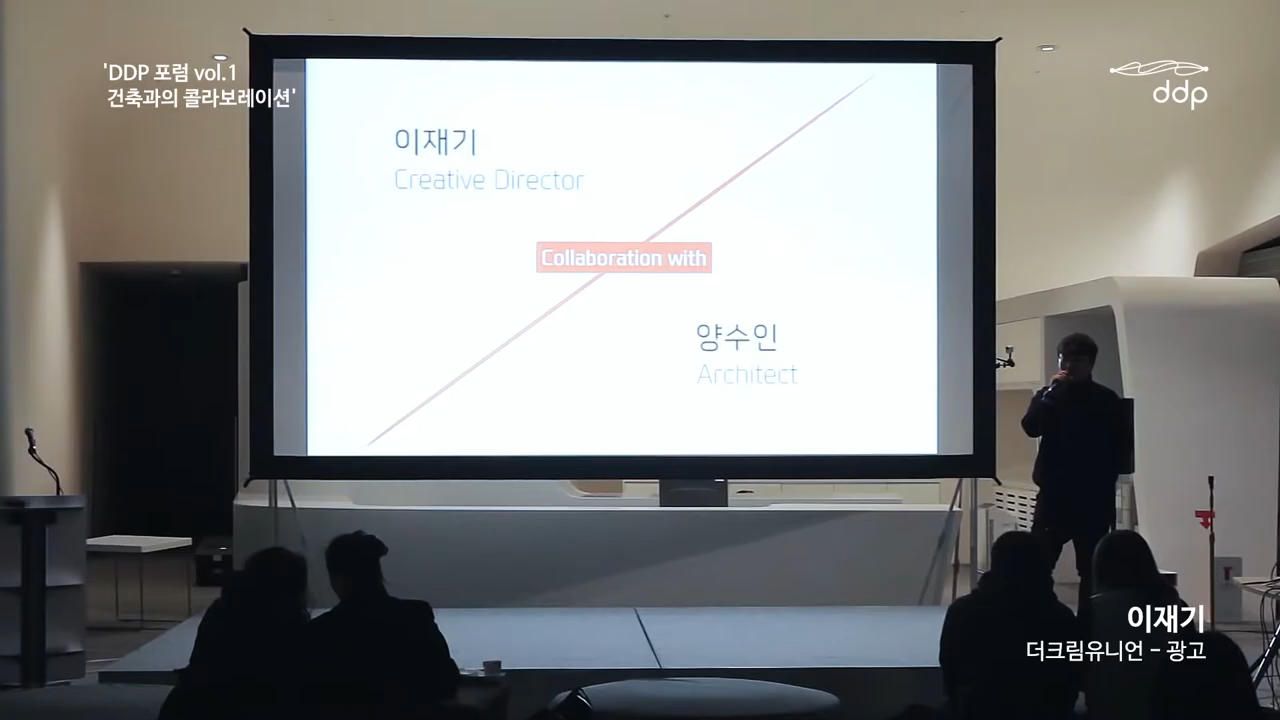 'DDP 포럼 vol.1
건축과의 콜라보레이션'
ddp
이재기
Creative Director
Collaboration with
양수인
Architect
이재기
더크림유니언 - 광고